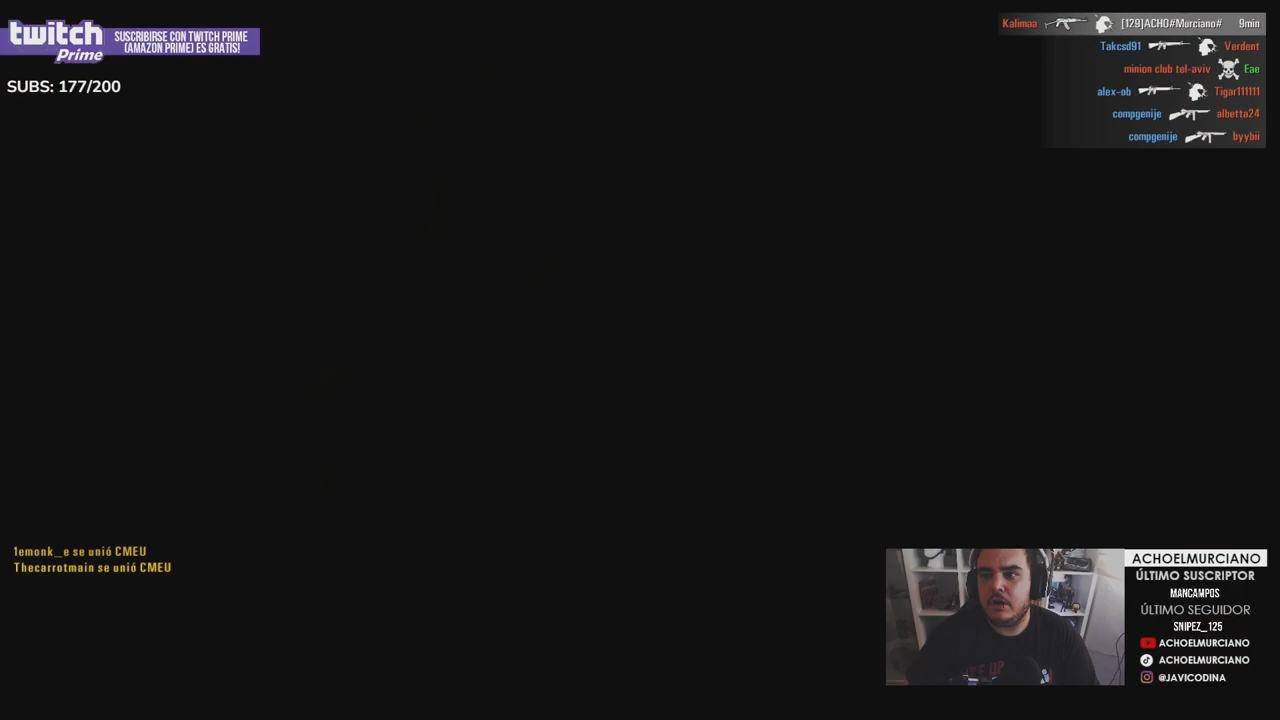 twitch
Prime
SUSCRIBIRSE CON TWITCH PRIME
(AMAZON PRIME) ES GRATIS!
SUBS: 177/200
Kalimaa [129]ACHO#Murciano# 9min
Takcsd91 Verdent
minion club tel-aviv Eae
alex-ob Tigar111111
compgenije albetta24
compgenije byybii
1emonk_e se unió CMEU
Thecarrotmain se unió CMEU
ACHOELMURCIANO
ÚLTIMO SUSCRIPTOR
MANCAMPOS
ÚLTIMO SEGUIDOR
SNIPEZ_125
ACHOELMURCIANO
ACHOELMURCIANO
@JAVICODINA